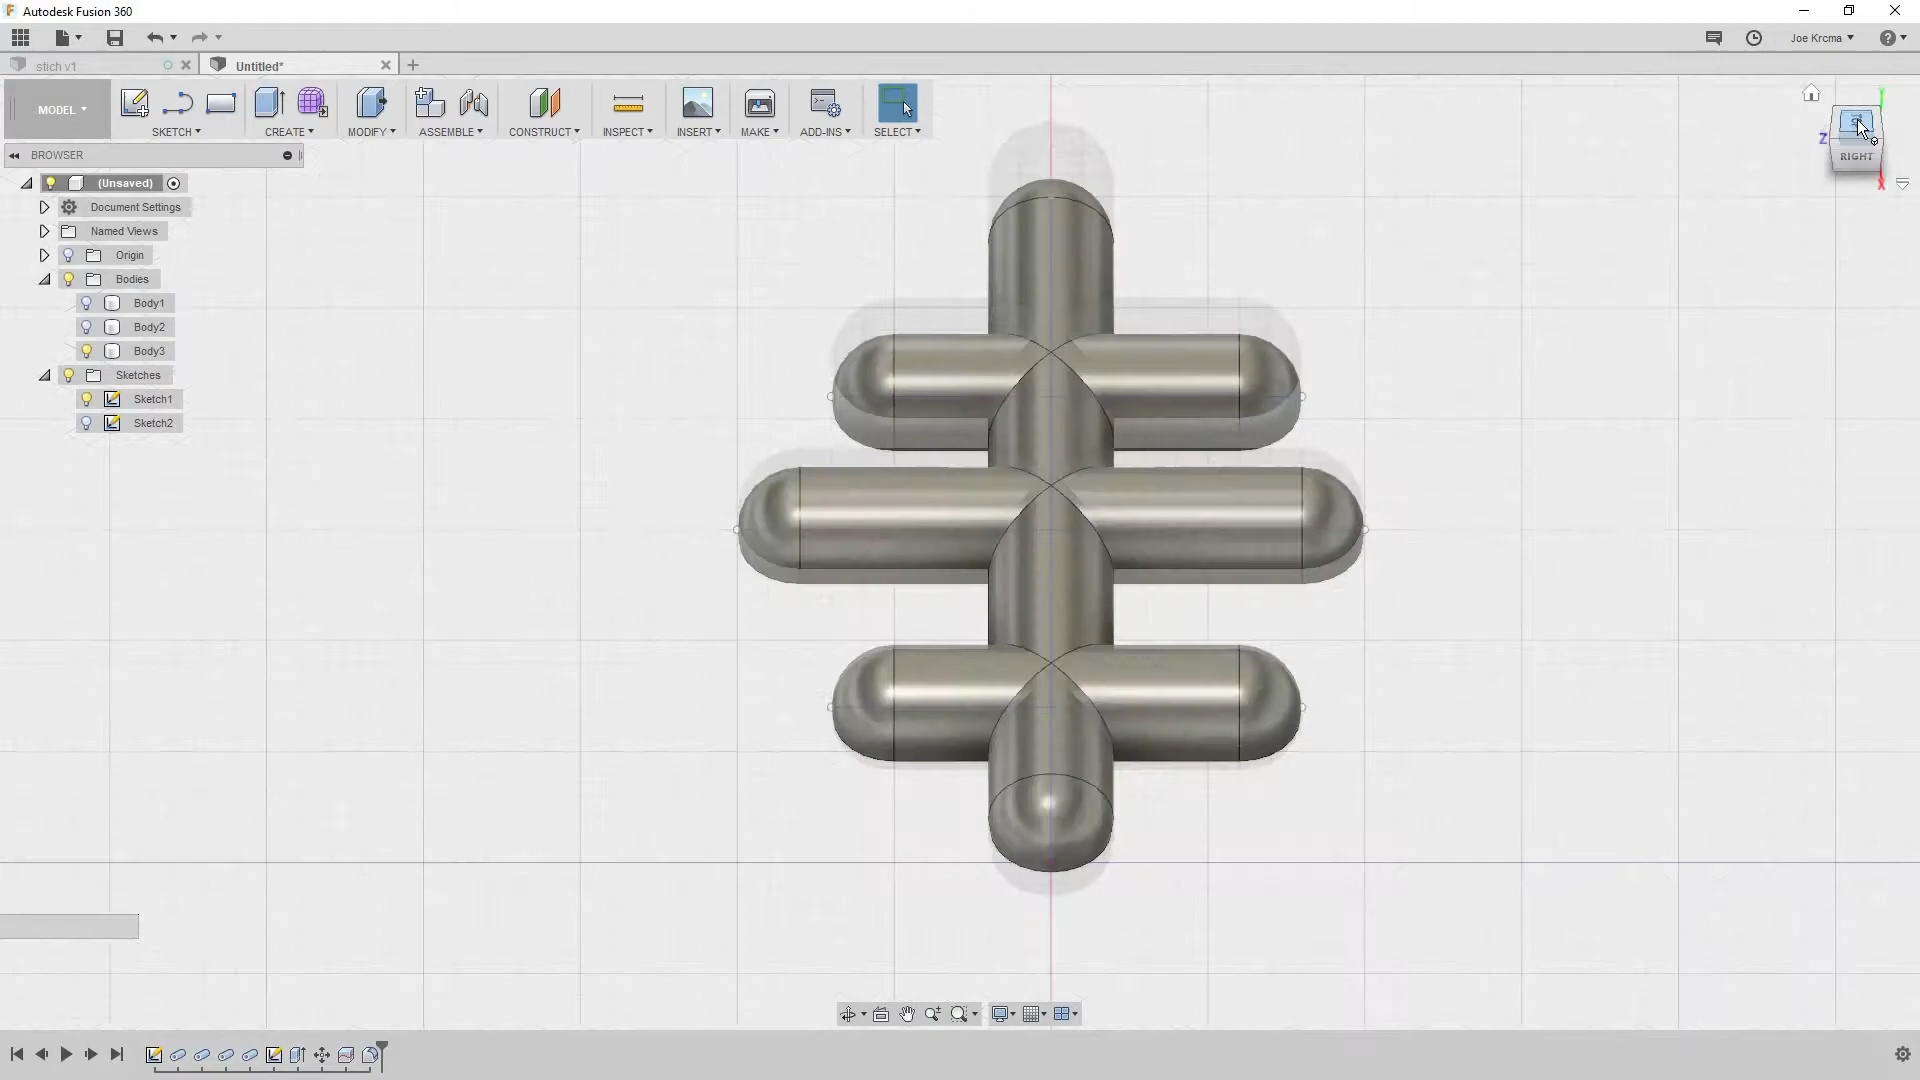 Autodesk Fusion 360
Joe Krcma
stich v1
Untitled*
MODEL
SKETCH
CREATE
MODIFY
ASSEMBLE
CONSTRUCT
INSPECT
INSERT
MAKE
ADD-INS
SELECT
BROWSER
(Unsaved)
Document Settings
Named Views
Origin
Bodies
Body1
Body2
Body3
Sketches
Sketch1
Sketch2
Z
RIGHT
X